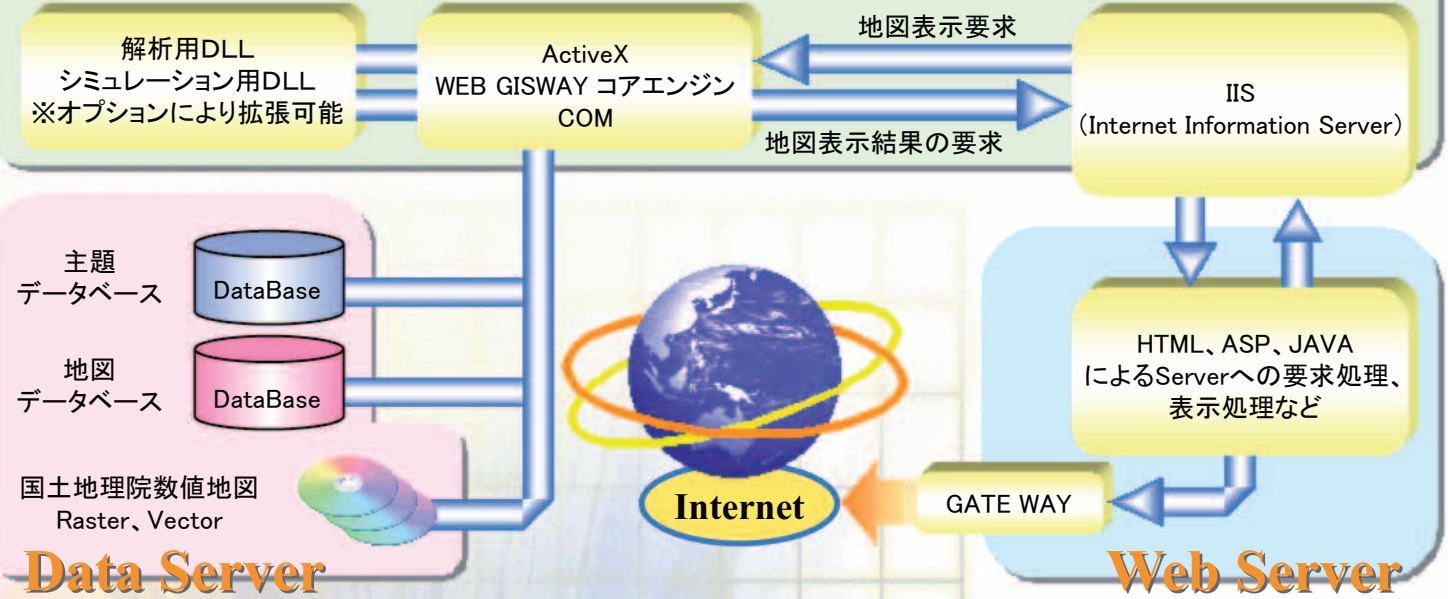 解析用DLL
シミュレーション用DLL
※オプションにより拡張可能
ActiveX
WEB GISWAY コアエンジン
COM
地図表示要求
地図表示結果の要求
IIS
（Internet Information Server）
主題
データベース
DataBase
地図
データベース
DataBase
国土地理院数値地図
Raster、Vector
Data Server
Internet
HTML、ASP、JAVA
によるServerへの要求処理、
表示処理など
GATE WAY
Web Server